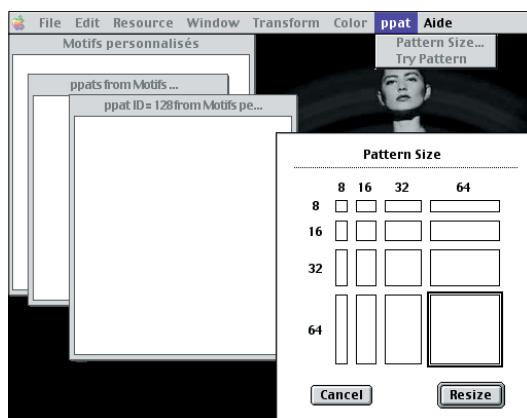 File Edit Resource Window Transform Color ppat Aide
Pattern Size...
Try Pattern
Motifs personnalisés
ppats from Motifs ...
ppat ID = 128 from Motifs pe...
Pattern Size
8 16 32 64
8
16
32
64
Cancel Resize